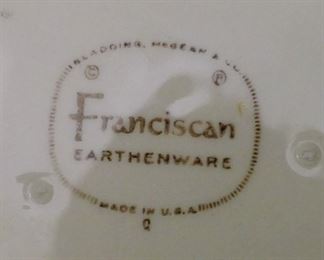 GLADDING, McBEAN & CO.
© ℗
Franciscan
EARTHENWARE
MADE IN U.S.A.